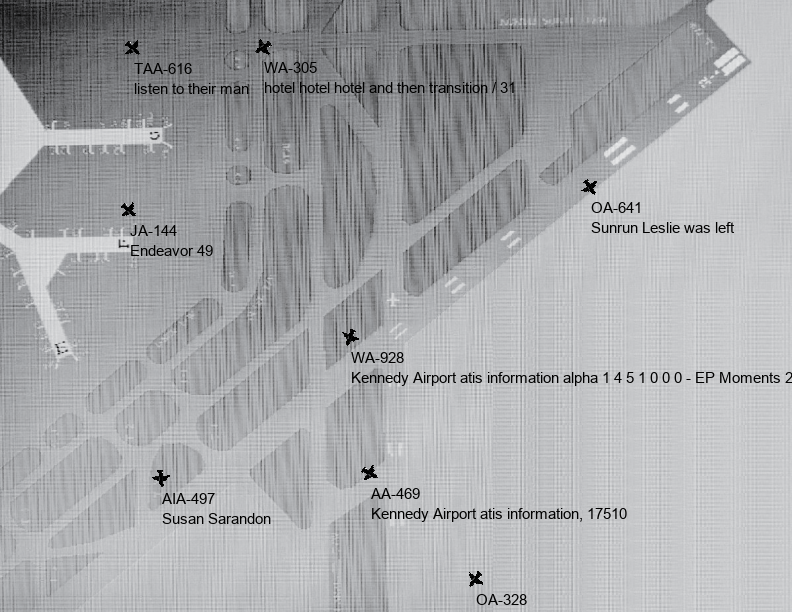 TAA-616
listen to their man
WA-305
hotel hotel hotel and then transition / 31
JA-144
Endeavor 49
OA-641
Sunrun Leslie was left
WA-928
Kennedy Airport atis information alpha 1 4 5 1 0 0 0 - EP Moments 2
AIA-497
Susan Sarandon
AA-469
Kennedy Airport atis information, 17510
OA-328